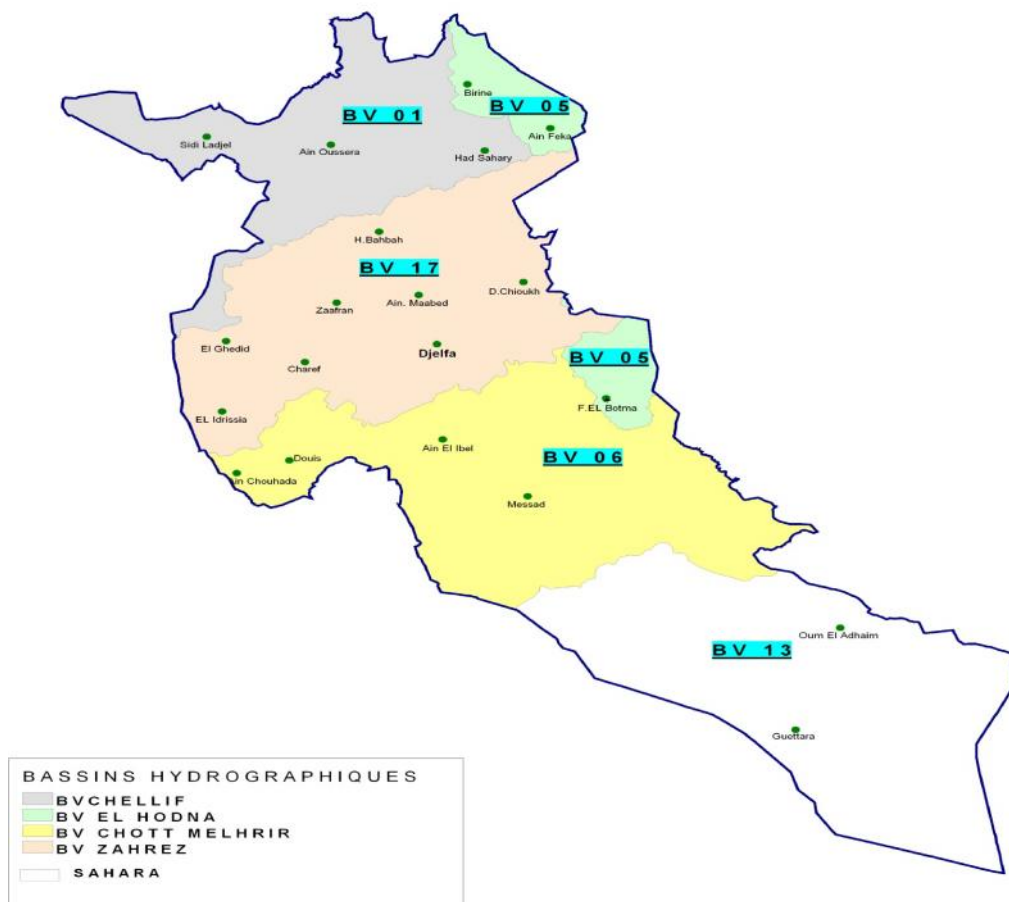 Birine
BV 01
BV 05
Ain Feka
Sidi Ladjel
Ain Oussera
Had Sahary
H.Bahbah
BV 17
D.Chioukh
Zaafran
Ain. Maabed
El Ghedid
Djelfa
BV 05
Charef
F.EL Botma
EL Idrissia
Ain El Ibel
Douis
BV 06
in Chouhada
Messad
Oum El Adhaim
BV 13
Guettara
BASSINS HYDROGRAPHIQUES
BVCHELLIF
BV EL HODNA
BV CHOTT MELHRIR
BV ZAHREZ
SAHARA